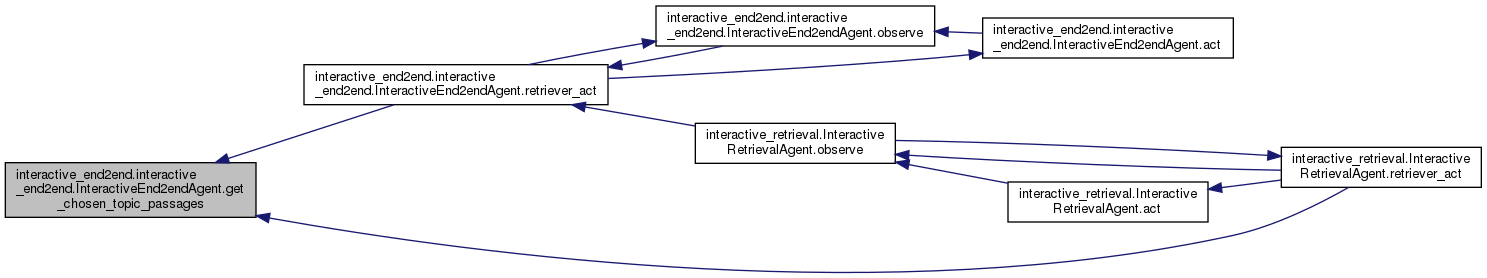 interactive_end2end.interactive
_end2end.InteractiveEnd2endAgent.get
_chosen_topic_passages
interactive_end2end.interactive
_end2end.InteractiveEnd2endAgent.retriever_act
interactive_end2end.interactive
_end2end.InteractiveEnd2endAgent.observe
interactive_end2end.interactive
_end2end.InteractiveEnd2endAgent.act
interactive_retrieval.Interactive
RetrievalAgent.observe
interactive_retrieval.Interactive
RetrievalAgent.act
interactive_retrieval.Interactive
RetrievalAgent.retriever_act